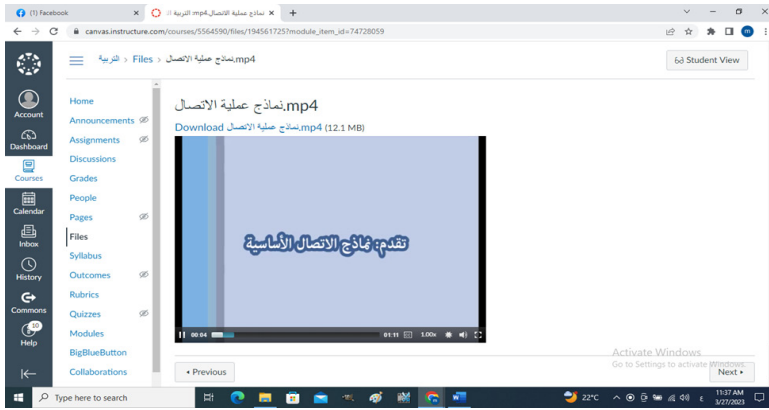 (1) Facebook
نماذج عملية الاتصال.mp4: التربية
canvas.instructure.com/courses/5564590/files/194561725?module_item_id=74728059
التربية > Files > نماذج عملية الاتصال.mp4
Student View
Account
Dashboard
Courses
Calendar
Inbox
History
Commons
10
Help
Home
Announcements
Assignments
Discussions
Grades
People
Pages
Files
Syllabus
Outcomes
Rubrics
Quizzes
Modules
BigBlueButton
Collaborations
نماذج عملية الاتصال.mp4
Download نماذج عملية الاتصال.mp4 (12.1 MB)
تقدم: نماذج الاتصال الأساسية
00:04
01:11
1.00x
Previous
Next
Activate Windows
Go to Settings to activate Windows.
Type here to search
22°C
ع
11:37 AM
3/27/2023